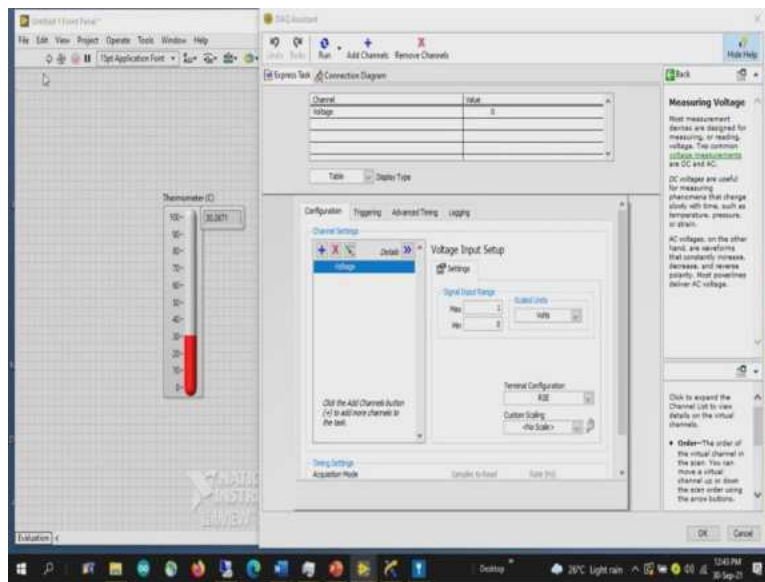 Untitled 1 Front Panel *
File Edit View Project Operate Tools Window Help
15pt Application Font
Thermometer (C)
30.2671
100-
90-
80-
70-
60-
50-
40-
30-
20-
10-
0-
NATIO
INSTRU
LabVIEW
Evaluation
DAQ Assistant
Undo Redo Run Add Channels Remove Channels Hide Help
Express Task Connection Diagram
Channel Value
Voltage 0
Table Display Type
Configuration Triggering Advanced Timing Logging
Channel Settings
Details
Voltage
Click the Add Channels button
(+) to add more channels to
the task.
Voltage Input Setup
Settings
Signal Input Range
Max 1
Min 0
Scaled Units
Volts
Terminal Configuration
RSE
Custom Scaling
<No Scale>
Timing Settings
Acquisition Mode Samples to Read Rate (Hz)
Back
Measuring Voltage
Most measurement
devices are designed for
measuring, or reading,
voltage. Two common
voltage measurements
are DC and AC.
DC voltages are useful
for measuring
phenomena that change
slowly with time, such as
temperature, pressure,
or strain.
AC voltages, on the other
hand, are waveforms
that constantly increase,
decrease, and reverse
polarity. Most powerlines
deliver AC voltage.
Click to expand the
Channel List to view
details on the virtual
channels.
Order—The order of
the virtual channel in
the scan. You can
move a virtual
channel up or down
the scan order using
the arrow buttons.
OK Cancel
Desktop
26°C Light rain
12:43 PM
30-Sep-21